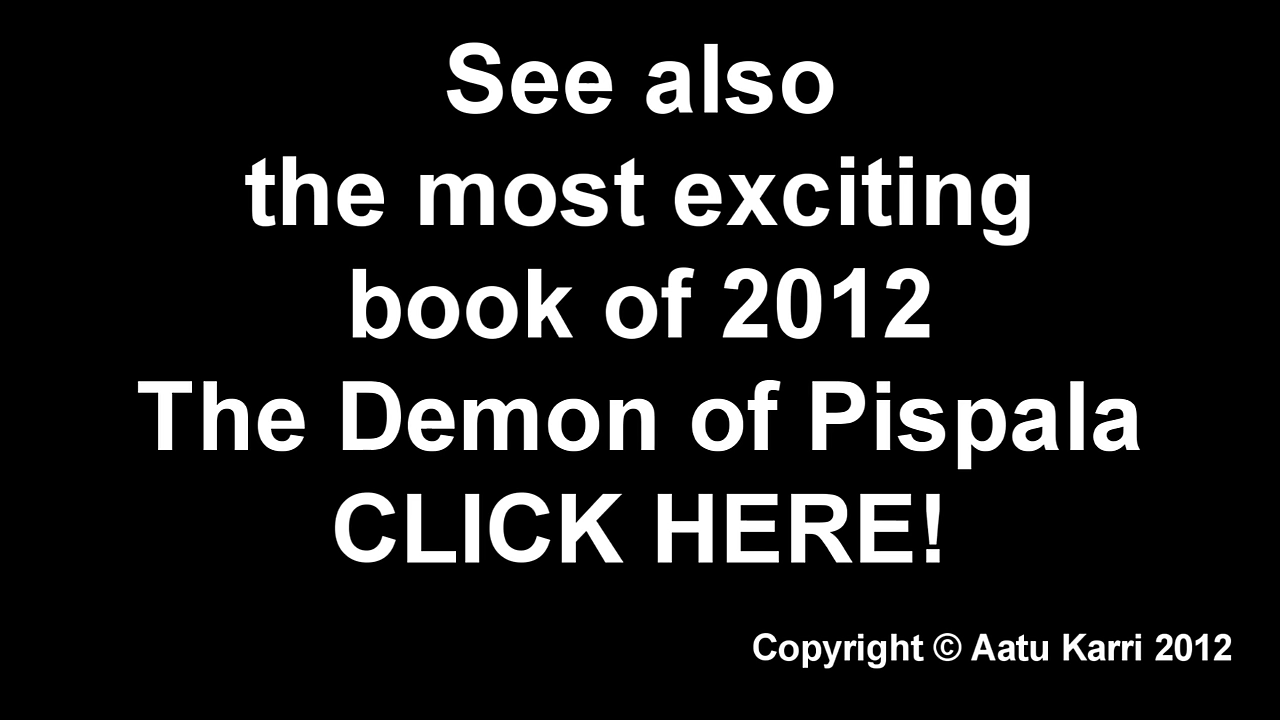 See also
the most exciting
book of 2012
The Demon of Pispala
CLICK HERE!
Copyright © Aatu Karri 2012